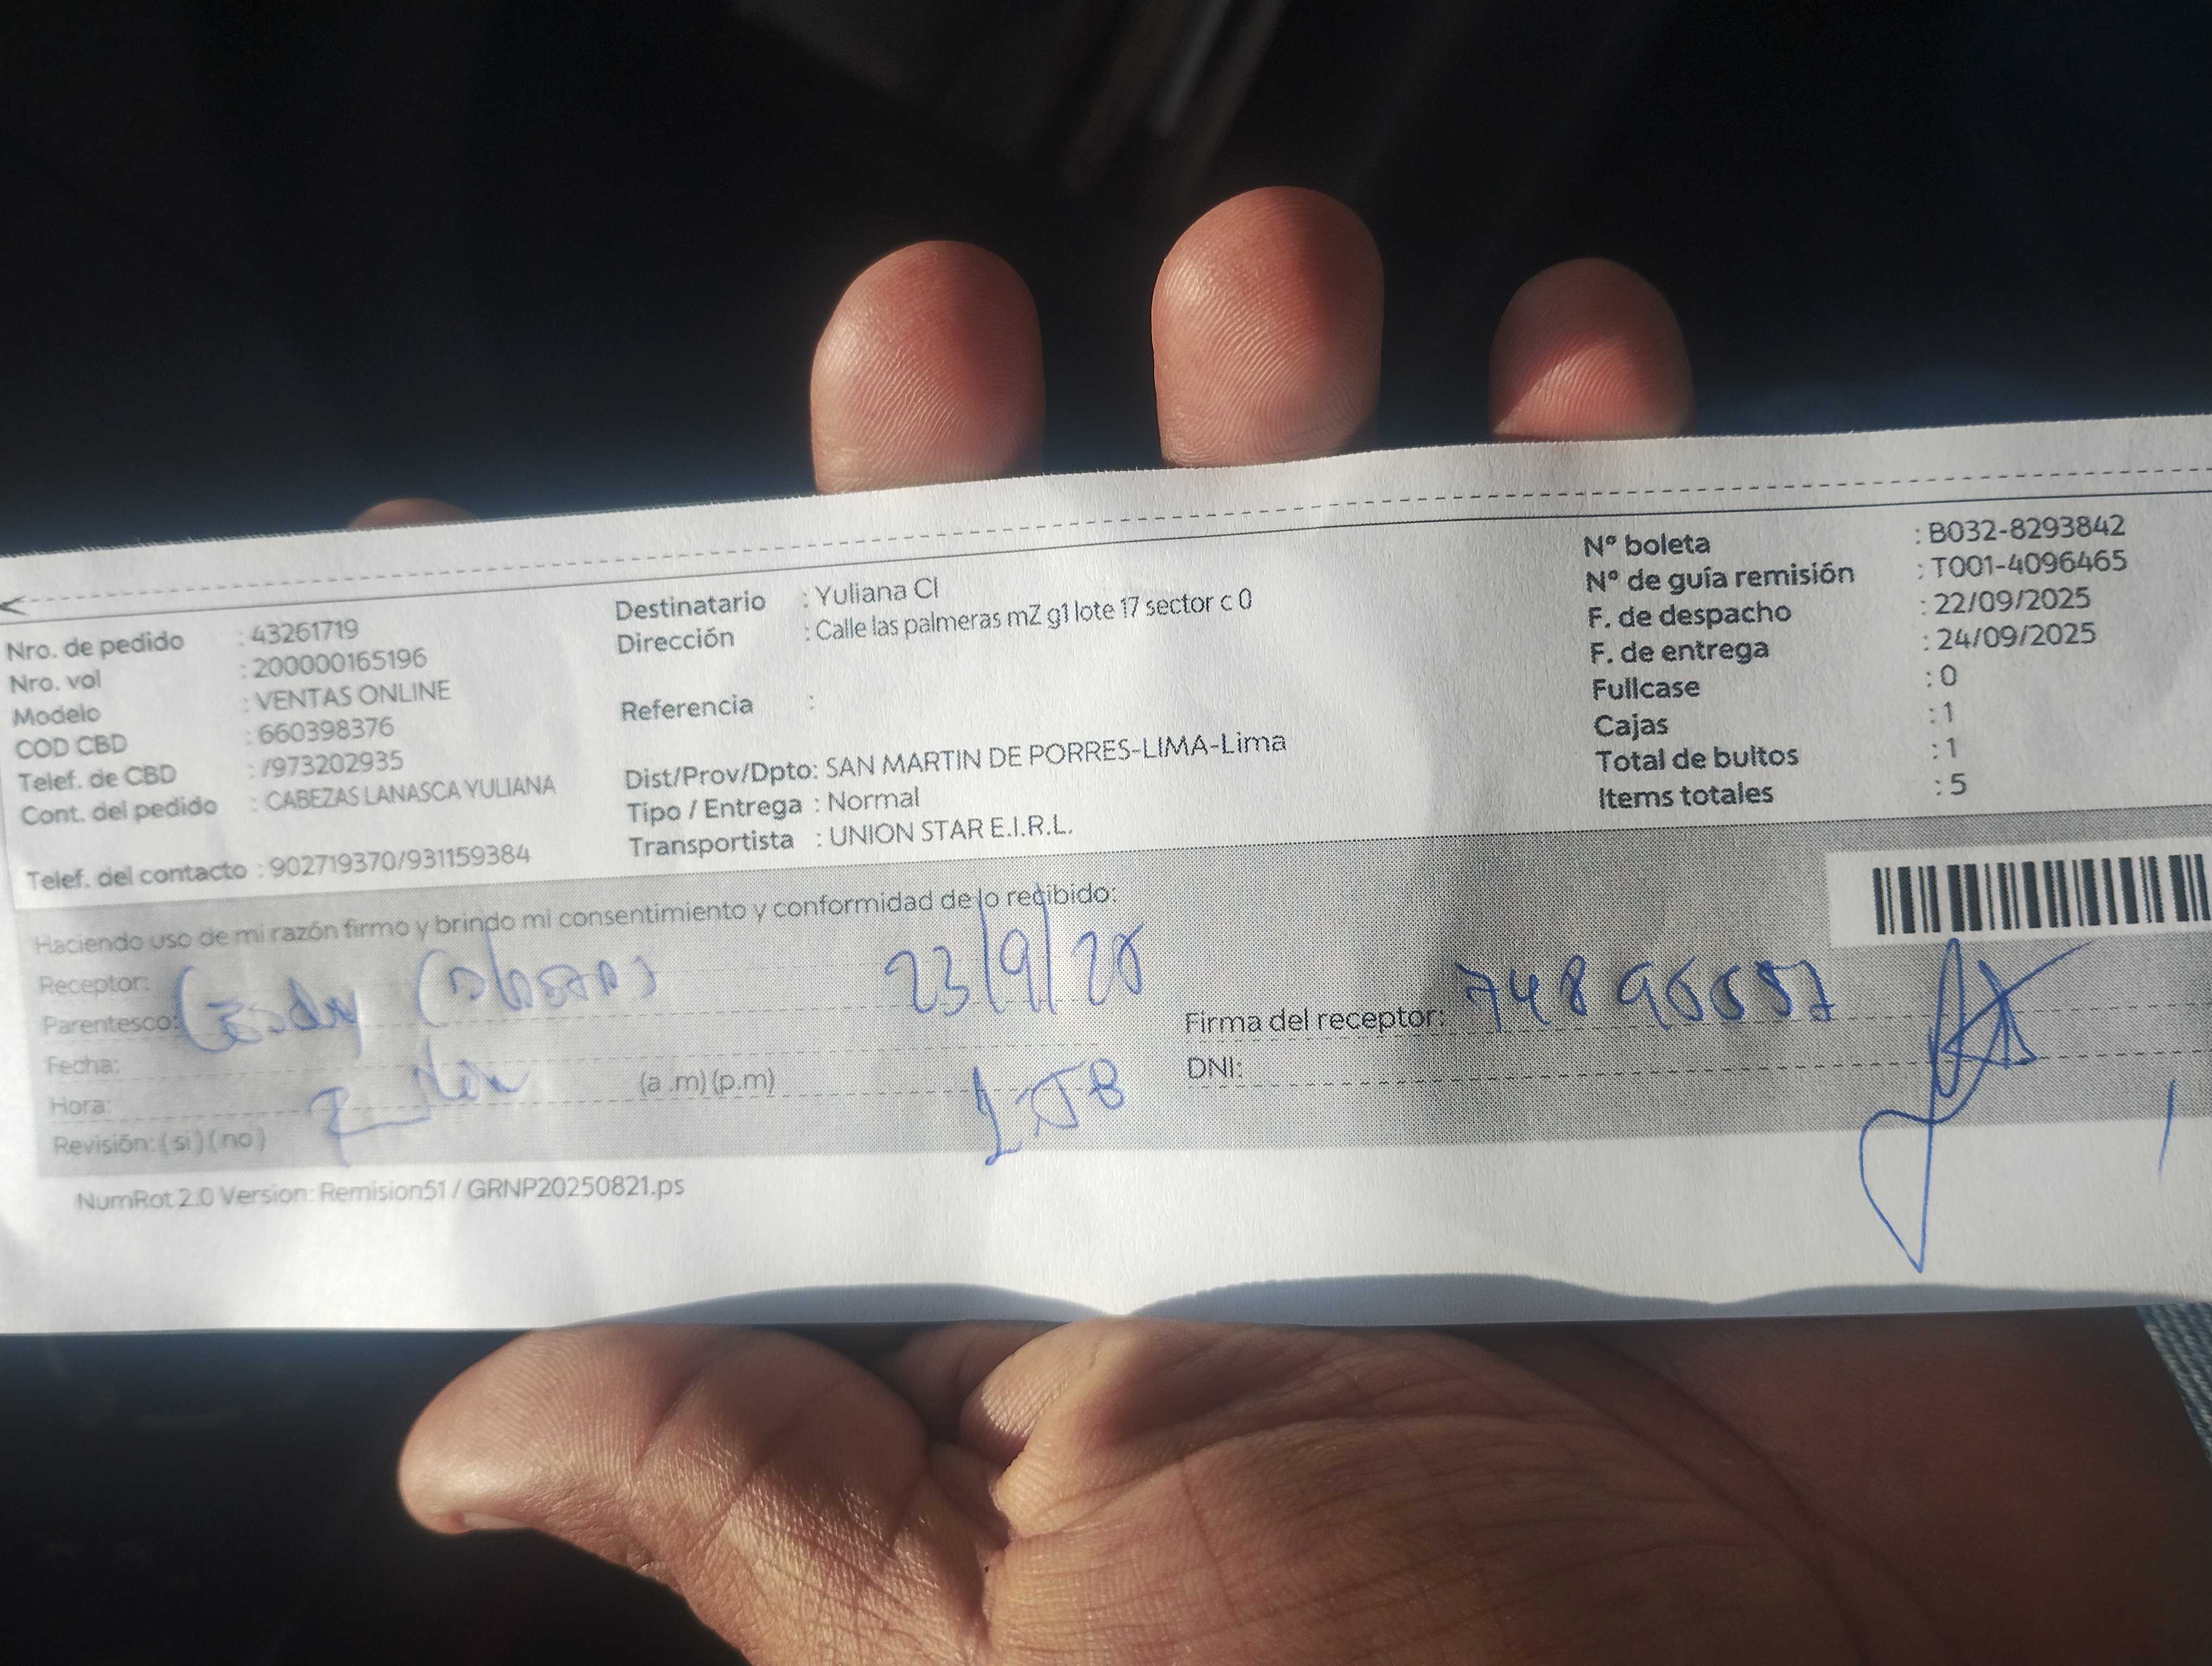 Nro. de pedido : 43261719
Nro. vol : 200000165196
Modelo : VENTAS ONLINE
COD CBD : 660398376
Telef. de CBD : /973202935
Cont. del pedido : CABEZAS LANASCA YULIANA
Telef. del contacto : 902719370/931159384
Destinatario : Yuliana Cl
Dirección : Calle las palmeras mZ g1 lote 17 sector c 0
Referencia :
Dist/Prov/Dpto: SAN MARTIN DE PORRES-LIMA-Lima
Tipo / Entrega : Normal
Transportista : UNION STAR E.I.R.L.
Nº boleta : B032-8293842
Nº de guía remisión : T001-4096465
F. de despacho : 22/09/2025
F. de entrega : 24/09/2025
Fullcase : 0
Cajas : 1
Total de bultos : 1
Items totales : 5
Haciendo uso de mi razón firmo y brindo mi consentimiento y conformidad de lo recibido:
Receptor:
Parentesco:
Fecha:
Hora: (a .m) (p.m)
Revisión: ( si ) ( no )
23/9/25
Firma del receptor:
DNI:
NumRot 2.0 Version: Remision51 / GRNP20250821.ps